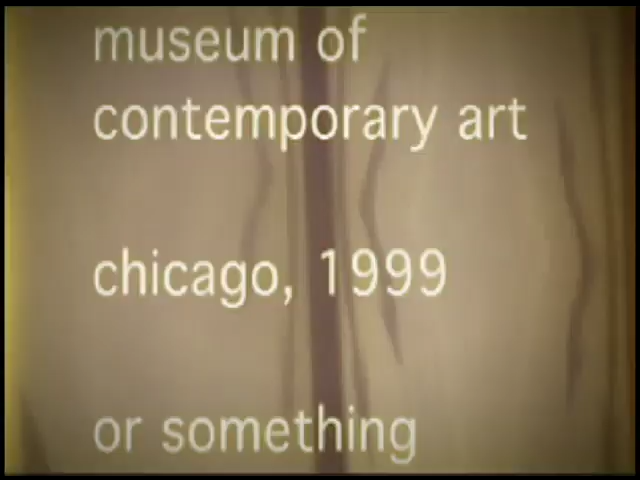 museum of
contemporary art
chicago, 1999
or something